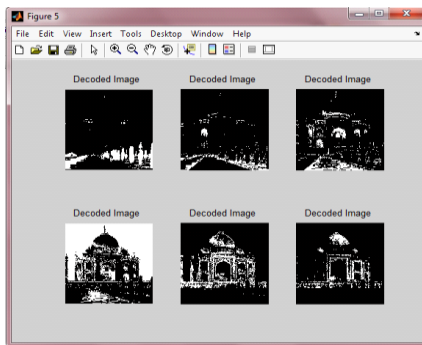 Figure 5
File Edit View Insert Tools Desktop Window Help
Decoded Image Decoded Image Decoded Image
Decoded Image Decoded Image Decoded Image